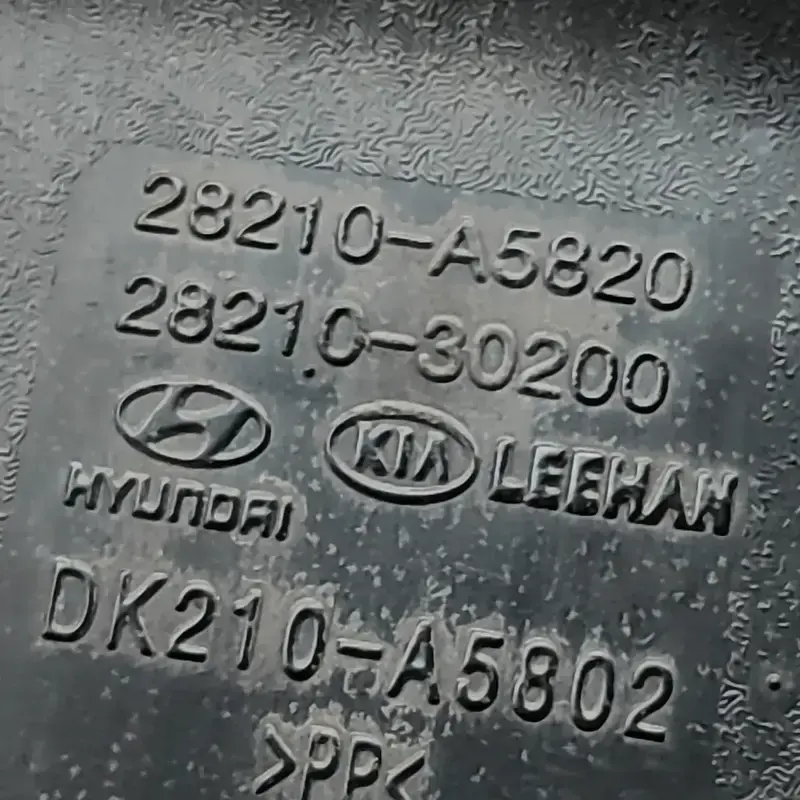 28210-A5820
28210-30200
KIA LEEHAN
HYUNDAI
DK210-A5802
>PP<